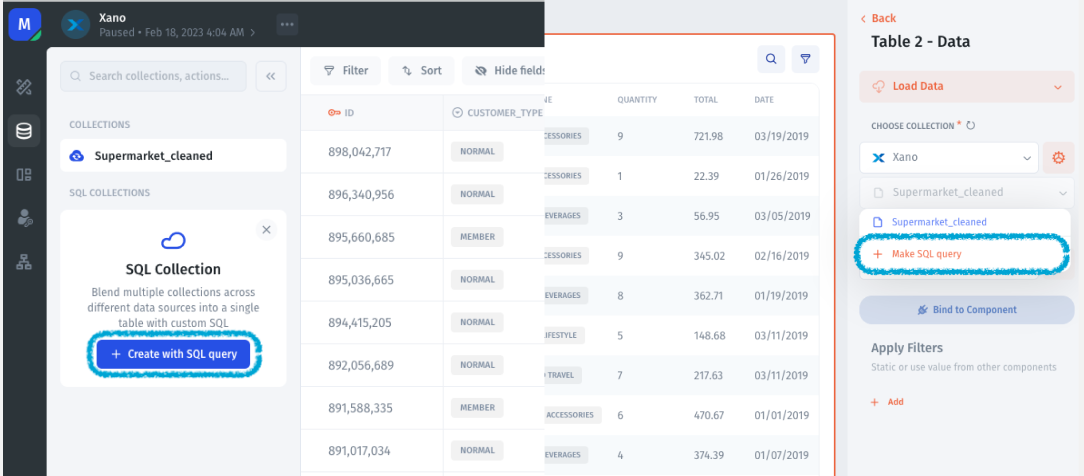 M
Xano
Paused • Feb 18, 2023 4:04 AM >
Search collections, actions...
COLLECTIONS
Supermarket_cleaned
SQL COLLECTIONS
SQL Collection
Blend multiple collections across
different data sources into a single
table with custom SQL
+ Create with SQL query
Filter
Sort
Hide fields
ID
CUSTOMER_TYPE
898,042,717
NORMAL
896,340,956
NORMAL
895,660,685
MEMBER
895,036,665
NORMAL
894,415,205
NORMAL
892,056,689
NORMAL
891,588,335
MEMBER
891,017,034
NORMAL
NE
QUANTITY
TOTAL
DATE
CESSORIES
9
721.98
03/19/2019
CESSORIES
1
22.39
01/26/2019
EVERAGES
3
56.95
03/05/2019
CESSORIES
9
345.02
02/16/2019
EVERAGES
8
362.71
01/19/2019
IFESTYLE
5
148.68
03/11/2019
TRAVEL
7
217.63
03/11/2019
ACCESSORIES
6
470.67
01/01/2019
EVERAGES
4
374.39
01/07/2019
Back
Table 2 - Data
Load Data
CHOOSE COLLECTION *
Xano
Supermarket_cleaned
Supermarket_cleaned
+ Make SQL query
Bind to Component
Apply Filters
Static or use value from other components
+ Add